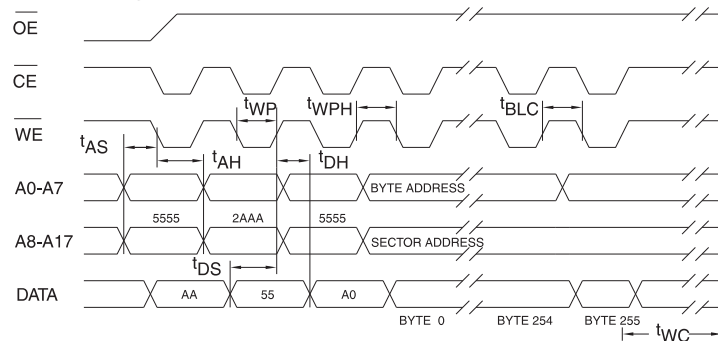 OE
CE
tWP tWPH tBLC
WE
tAS
tAH tDH
A0-A7 BYTE ADDRESS
5555 2AAA 5555
A8-A17 SECTOR ADDRESS
tDS
DATA AA 55 A0
BYTE 0 BYTE 254 BYTE 255
tWC